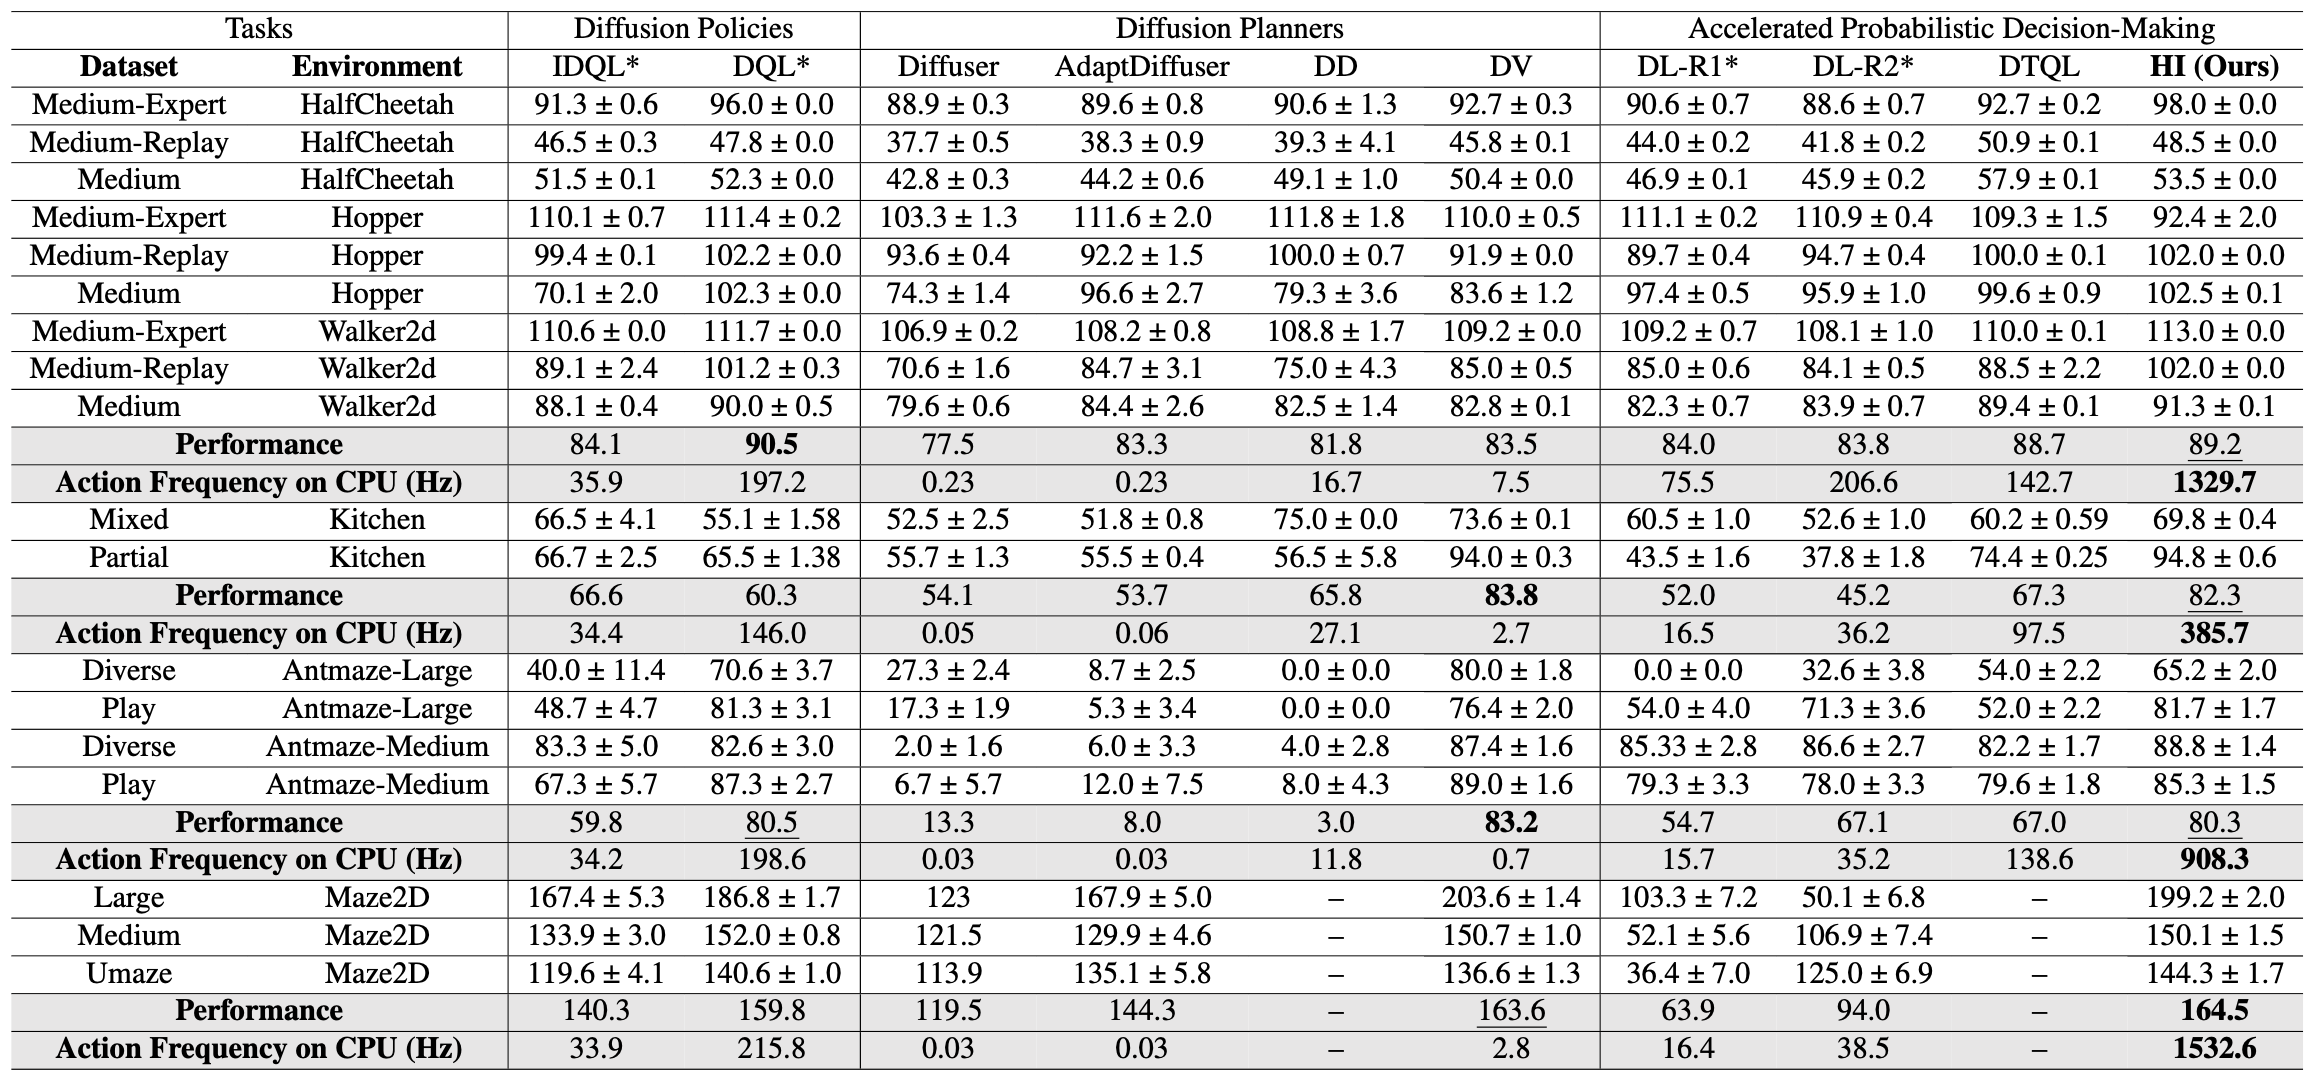 Tasks Diffusion Policies Diffusion Planners Accelerated Probabilistic Decision-Making
Dataset Environment IDQL* DQL* Diffuser AdaptDiffuser DD DV DL-R1* DL-R2* DTQL HI (Ours)
Medium-Expert HalfCheetah 91.3 ± 0.6 96.0 ± 0.0 88.9 ± 0.3 89.6 ± 0.8 90.6 ± 1.3 92.7 ± 0.3 90.6 ± 0.7 88.6 ± 0.7 92.7 ± 0.2 98.0 ± 0.0
Medium-Replay HalfCheetah 46.5 ± 0.3 47.8 ± 0.0 37.7 ± 0.5 38.3 ± 0.9 39.3 ± 4.1 45.8 ± 0.1 44.0 ± 0.2 41.8 ± 0.2 50.9 ± 0.1 48.5 ± 0.0
Medium HalfCheetah 51.5 ± 0.1 52.3 ± 0.0 42.8 ± 0.3 44.2 ± 0.6 49.1 ± 1.0 50.4 ± 0.0 46.9 ± 0.1 45.9 ± 0.2 57.9 ± 0.1 53.5 ± 0.0
Medium-Expert Hopper 110.1 ± 0.7 111.4 ± 0.2 103.3 ± 1.3 111.6 ± 2.0 111.8 ± 1.8 110.0 ± 0.5 111.1 ± 0.2 110.9 ± 0.4 109.3 ± 1.5 92.4 ± 2.0
Medium-Replay Hopper 99.4 ± 0.1 102.2 ± 0.0 93.6 ± 0.4 92.2 ± 1.5 100.0 ± 0.7 91.9 ± 0.0 89.7 ± 0.4 94.7 ± 0.4 100.0 ± 0.1 102.0 ± 0.0
Medium Hopper 70.1 ± 2.0 102.3 ± 0.0 74.3 ± 1.4 96.6 ± 2.7 79.3 ± 3.6 83.6 ± 1.2 97.4 ± 0.5 95.9 ± 1.0 99.6 ± 0.9 102.5 ± 0.1
Medium-Expert Walker2d 110.6 ± 0.0 111.7 ± 0.0 106.9 ± 0.2 108.2 ± 0.8 108.8 ± 1.7 109.2 ± 0.0 109.2 ± 0.7 108.1 ± 1.0 110.0 ± 0.1 113.0 ± 0.0
Medium-Replay Walker2d 89.1 ± 2.4 101.2 ± 0.3 70.6 ± 1.6 84.7 ± 3.1 75.0 ± 4.3 85.0 ± 0.5 85.0 ± 0.6 84.1 ± 0.5 88.5 ± 2.2 102.0 ± 0.0
Medium Walker2d 88.1 ± 0.4 90.0 ± 0.5 79.6 ± 0.6 84.4 ± 2.6 82.5 ± 1.4 82.8 ± 0.1 82.3 ± 0.7 83.9 ± 0.7 89.4 ± 0.1 91.3 ± 0.1
Performance 84.1 90.5 77.5 83.3 81.8 83.5 84.0 83.8 88.7 89.2
Action Frequency on CPU (Hz) 35.9 197.2 0.23 0.23 16.7 7.5 75.5 206.6 142.7 1329.7
Mixed Kitchen 66.5 ± 4.1 55.1 ± 1.58 52.5 ± 2.5 51.8 ± 0.8 75.0 ± 0.0 73.6 ± 0.1 60.5 ± 1.0 52.6 ± 1.0 60.2 ± 0.59 69.8 ± 0.4
Partial Kitchen 66.7 ± 2.5 65.5 ± 1.38 55.7 ± 1.3 55.5 ± 0.4 56.5 ± 5.8 94.0 ± 0.3 43.5 ± 1.6 37.8 ± 1.8 74.4 ± 0.25 94.8 ± 0.6
Performance 66.6 60.3 54.1 53.7 65.8 83.8 52.0 45.2 67.3 82.3
Action Frequency on CPU (Hz) 34.4 146.0 0.05 0.06 27.1 2.7 16.5 36.2 97.5 385.7
Diverse Antmaze-Large 40.0 ± 11.4 70.6 ± 3.7 27.3 ± 2.4 8.7 ± 2.5 0.0 ± 0.0 80.0 ± 1.8 0.0 ± 0.0 32.6 ± 3.8 54.0 ± 2.2 65.2 ± 2.0
Play Antmaze-Large 48.7 ± 4.7 81.3 ± 3.1 17.3 ± 1.9 5.3 ± 3.4 0.0 ± 0.0 76.4 ± 2.0 54.0 ± 4.0 71.3 ± 3.6 52.0 ± 2.2 81.7 ± 1.7
Diverse Antmaze-Medium 83.3 ± 5.0 82.6 ± 3.0 2.0 ± 1.6 6.0 ± 3.3 4.0 ± 2.8 87.4 ± 1.6 85.33 ± 2.8 86.6 ± 2.7 82.2 ± 1.7 88.8 ± 1.4
Play Antmaze-Medium 67.3 ± 5.7 87.3 ± 2.7 6.7 ± 5.7 12.0 ± 7.5 8.0 ± 4.3 89.0 ± 1.6 79.3 ± 3.3 78.0 ± 3.3 79.6 ± 1.8 85.3 ± 1.5
Performance 59.8 80.5 13.3 8.0 3.0 83.2 54.7 67.1 67.0 80.3
Action Frequency on CPU (Hz) 34.2 198.6 0.03 0.03 11.8 0.7 15.7 35.2 138.6 908.3
Large Maze2D 167.4 ± 5.3 186.8 ± 1.7 123 167.9 ± 5.0 – 203.6 ± 1.4 103.3 ± 7.2 50.1 ± 6.8 – 199.2 ± 2.0
Medium Maze2D 133.9 ± 3.0 152.0 ± 0.8 121.5 129.9 ± 4.6 – 150.7 ± 1.0 52.1 ± 5.6 106.9 ± 7.4 – 150.1 ± 1.5
Umaze Maze2D 119.6 ± 4.1 140.6 ± 1.0 113.9 135.1 ± 5.8 – 136.6 ± 1.3 36.4 ± 7.0 125.0 ± 6.9 – 144.3 ± 1.7
Performance 140.3 159.8 119.5 144.3 – 163.6 63.9 94.0 – 164.5
Action Frequency on CPU (Hz) 33.9 215.8 0.03 0.03 – 2.8 16.4 38.5 – 1532.6